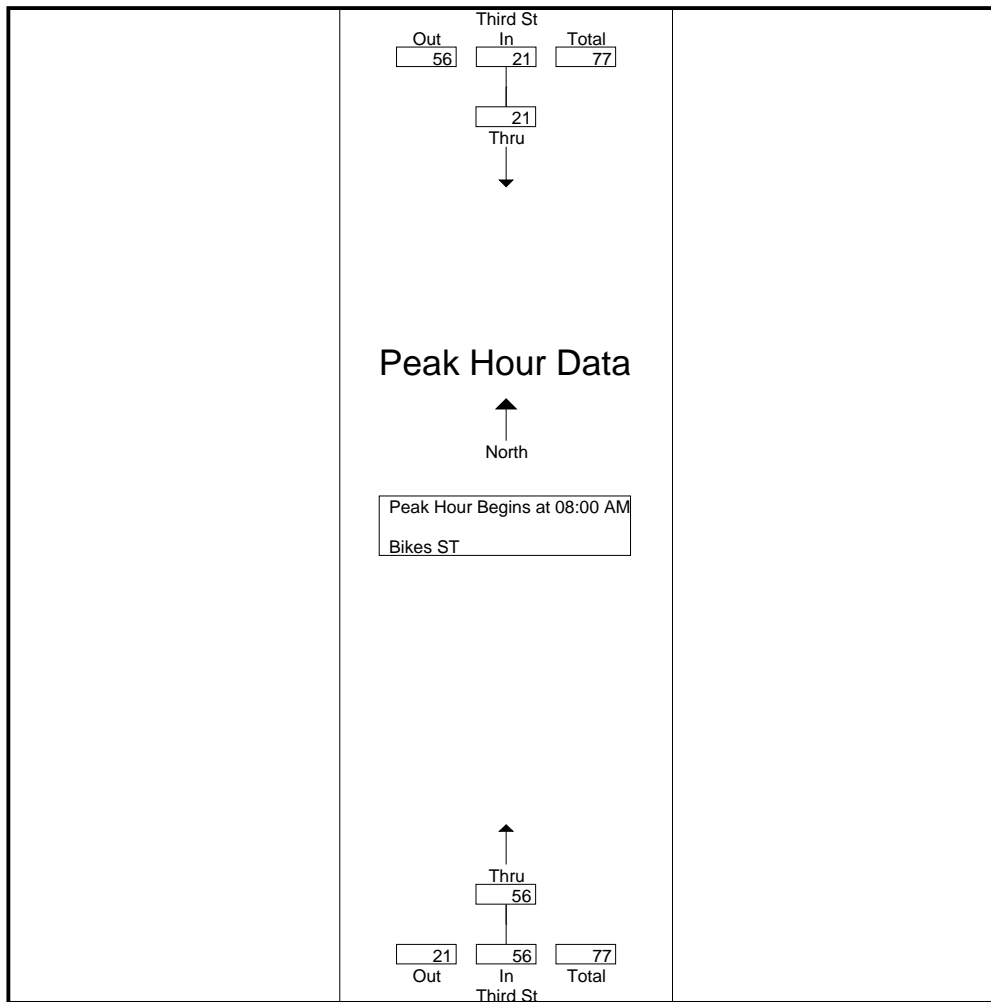 Third St
Out In Total
56 21 77
21
Thru
Peak Hour Data
North
Peak Hour Begins at 08:00 AM
Bikes ST
Thru
56
21 56 77
Out In Total
Third St